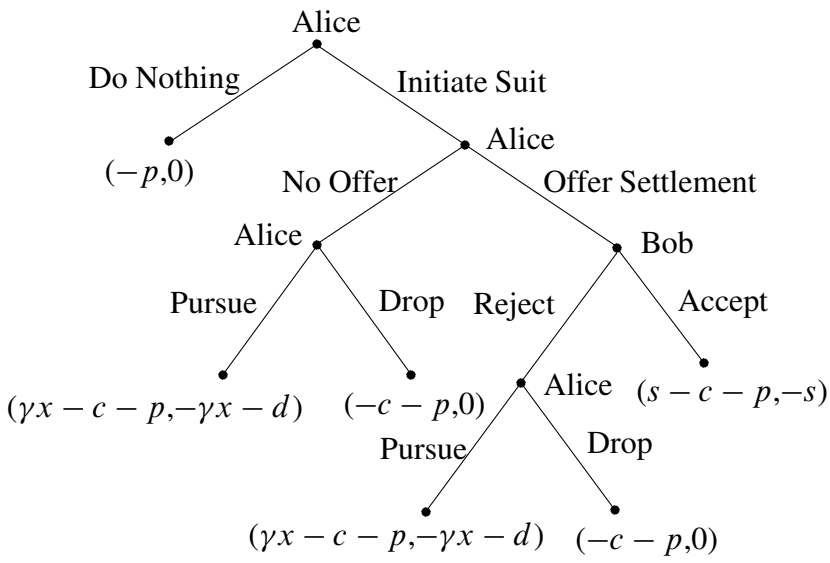 Alice
Do Nothing
Initiate Suit
Alice
(−p,0)
No Offer
Offer Settlement
Alice
Bob
Pursue
Drop
Reject
Accept
(γx − c − p,−γx − d)
(−c − p,0)
Alice
(s − c − p,−s)
Pursue
Drop
(γx − c − p,−γx − d)
(−c − p,0)